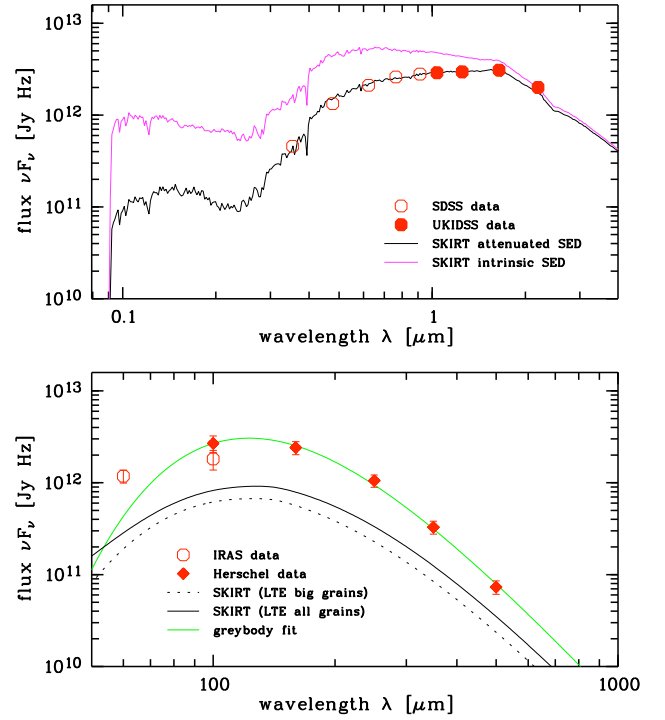 10¹³
10¹²
10¹¹
10¹⁰
flux νFν [Jy Hz]
SDSS data
UKIDSS data
SKIRT attenuated SED
SKIRT intrinsic SED
0.1
1
wavelength λ [μm]
10¹³
10¹²
10¹¹
10¹⁰
flux νFν [Jy Hz]
IRAS data
Herschel data
SKIRT (LTE big grains)
SKIRT (LTE all grains)
greybody fit
100
1000
wavelength λ [μm]